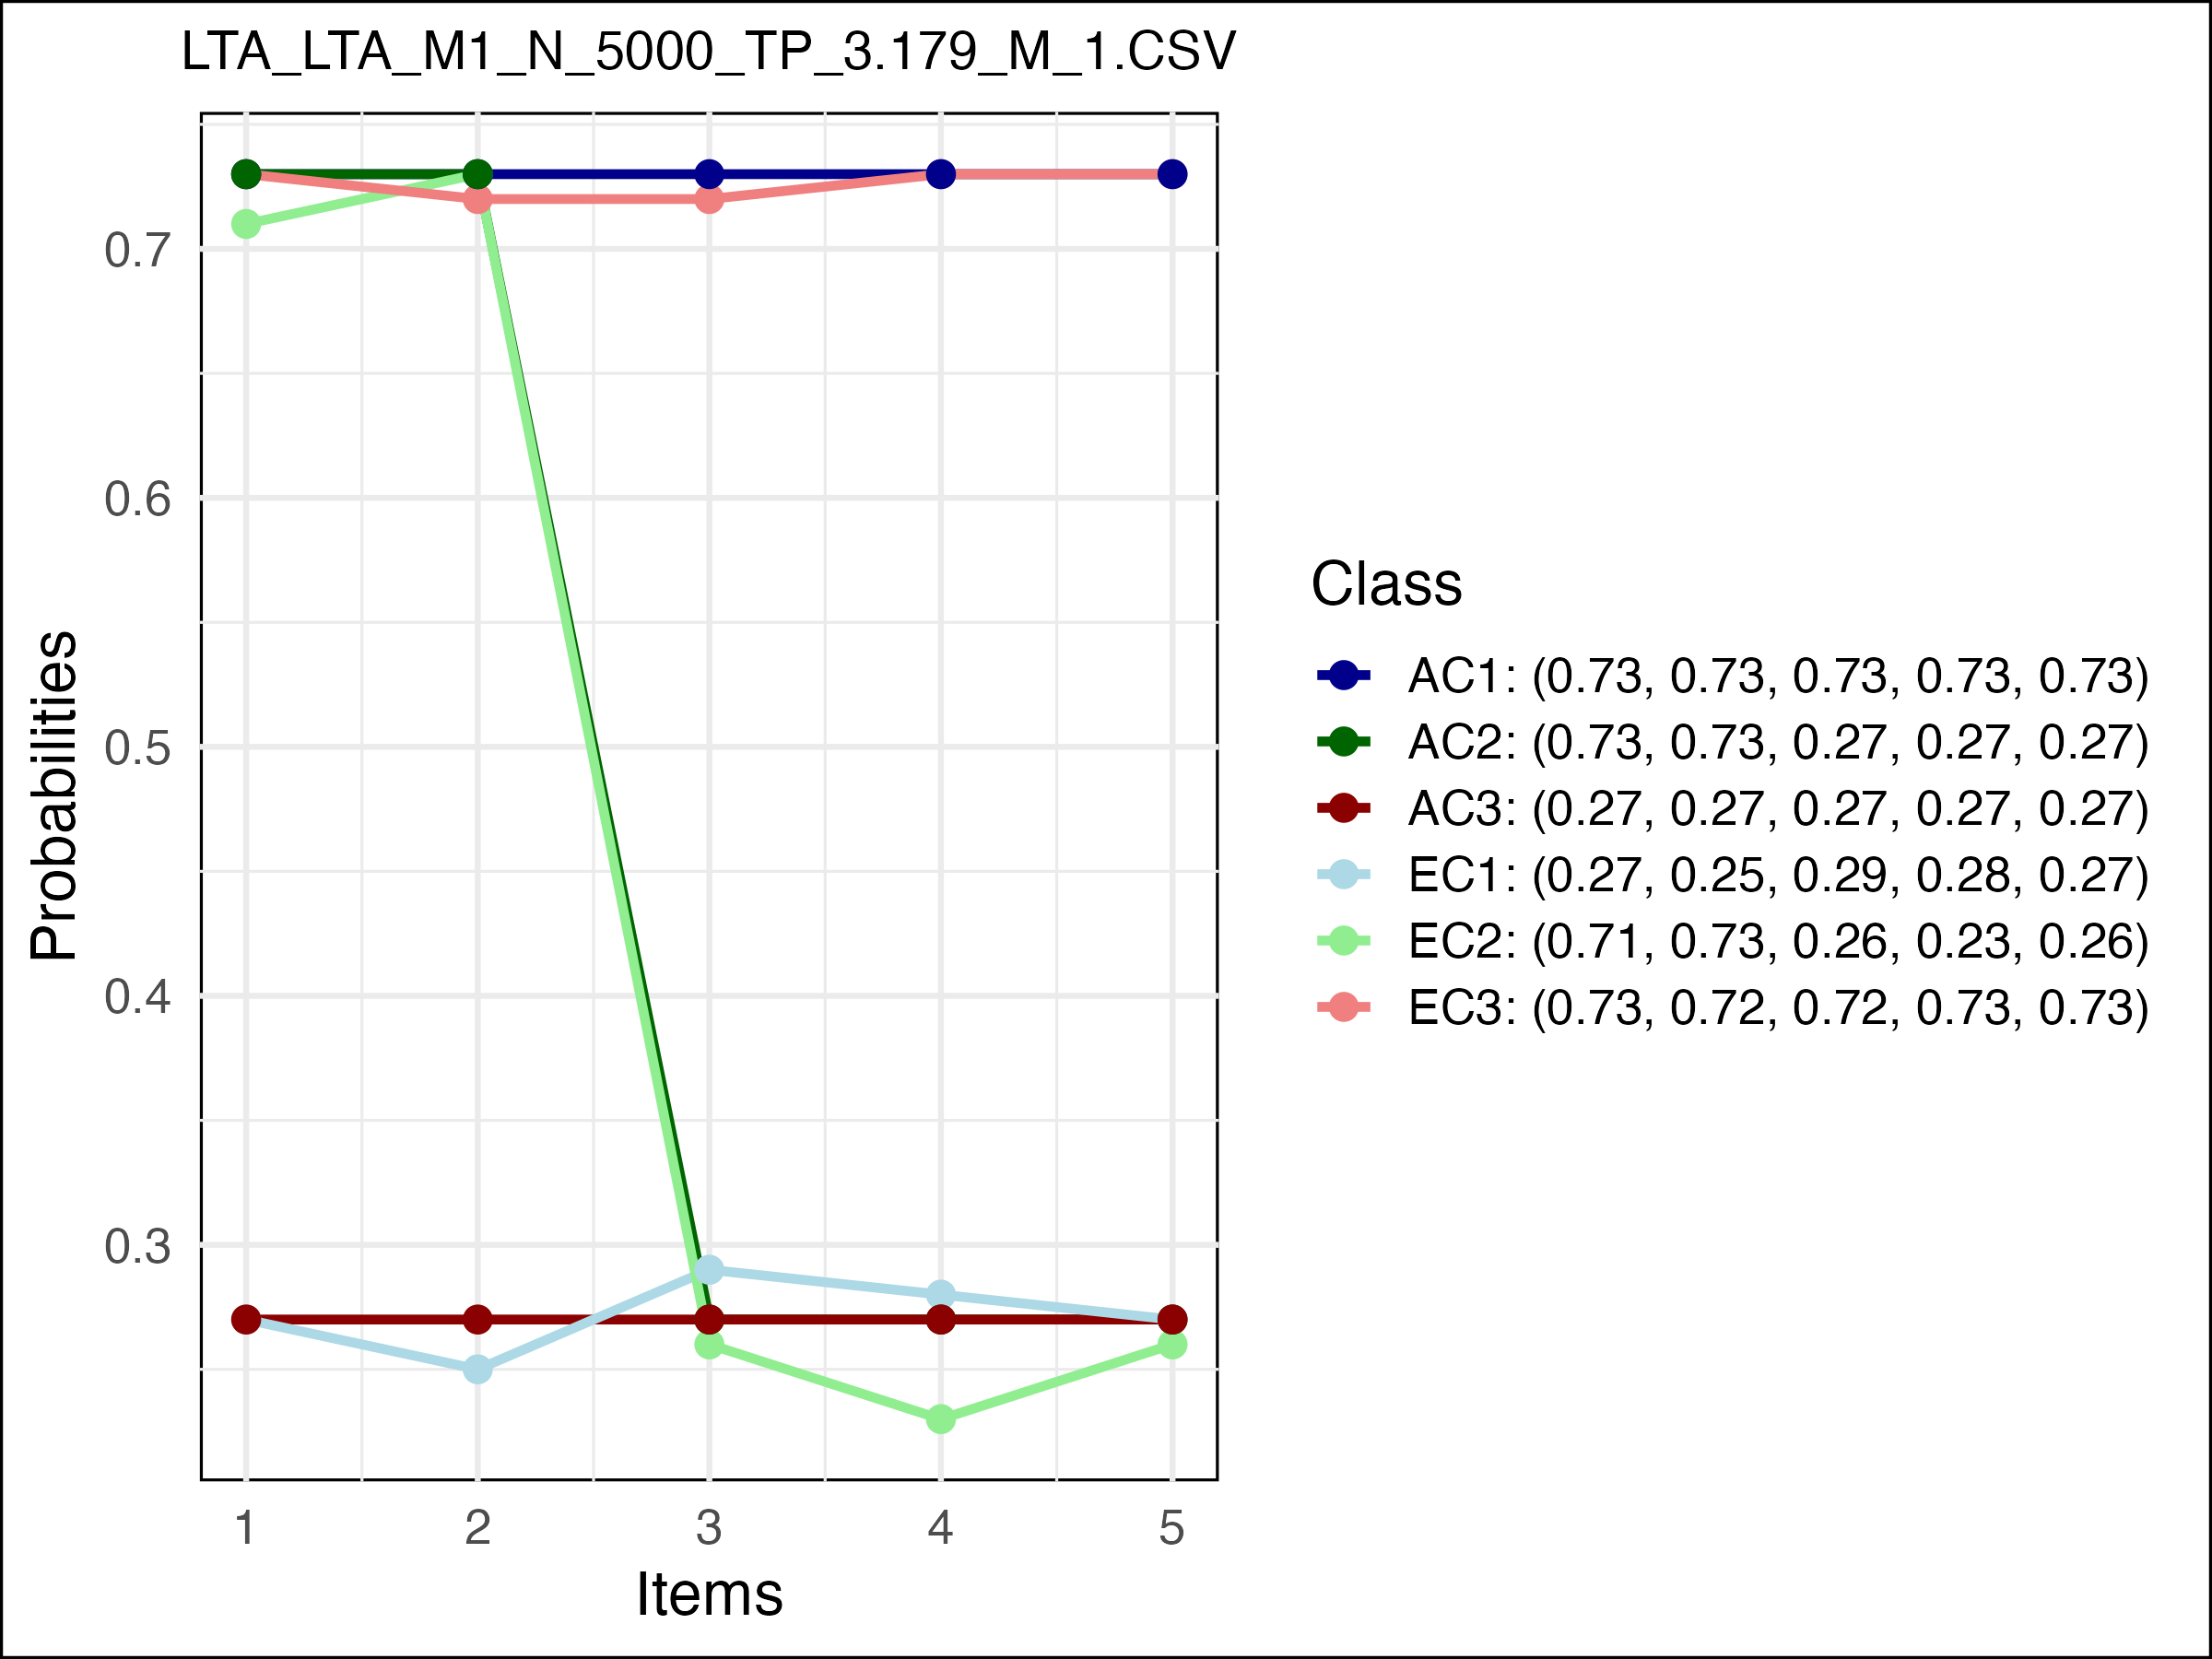 LTA_LTA_M1_N_5000_TP_3.179_M_1.CSV
Probabilities
0.7
0.6
0.5
0.4
0.3
1 2 3 4 5
Items
Class
AC1: (0.73, 0.73, 0.73, 0.73, 0.73)
AC2: (0.73, 0.73, 0.27, 0.27, 0.27)
AC3: (0.27, 0.27, 0.27, 0.27, 0.27)
EC1: (0.27, 0.25, 0.29, 0.28, 0.27)
EC2: (0.71, 0.73, 0.26, 0.23, 0.26)
EC3: (0.73, 0.72, 0.72, 0.73, 0.73)